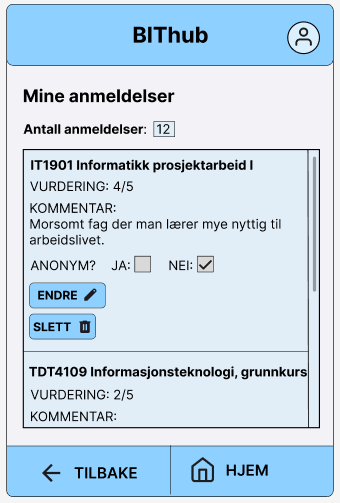 BIThub
Mine anmeldelser
Antall anmeldelser: 12
IT1901 Informatikk prosjektarbeid I
VURDERING: 4/5
KOMMENTAR:
Morsomt fag der man lærer mye nyttig til
arbeidslivet.
ANONYM? JA: NEI:
ENDRE
SLETT
TDT4109 Informasjonsteknologi, grunnkurs
VURDERING: 2/5
KOMMENTAR:
TILBAKE HJEM